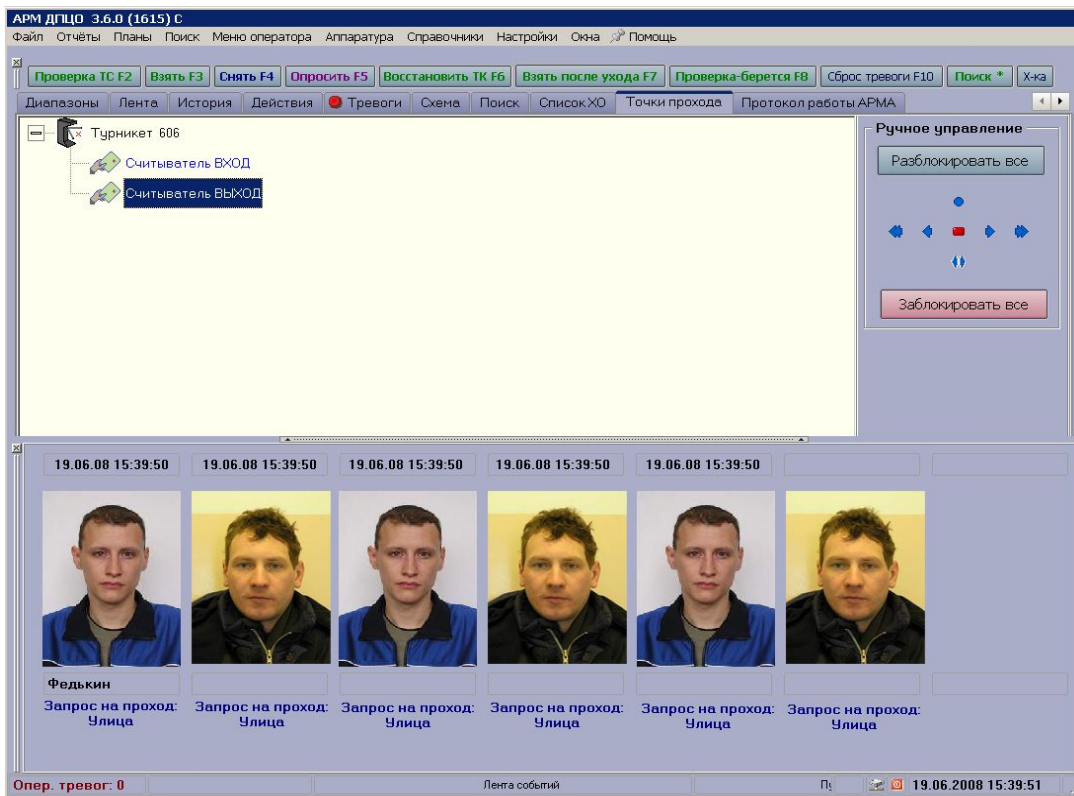 АРМ ДПЦО 3.6.0 (1615) С
Файл Отчёты Планы Поиск Меню оператора Аппаратура Справочники Настройки Окна Помощь
Проверка ТС F2 Взять F3 Снять F4 Опросить F5 Восстановить ТК F6 Взять после ухода F7 Проверка-берется F8 Сброс тревоги F10 Поиск * Х-ка
Диапазоны Лента История Действия Тревоги Схема Поиск Список ХО Точки прохода Протокол работы АРМА
Турникет 606
Считыватель ВХОД
Считыватель ВЫХОД
Ручное управление
Разблокировать все
Заблокировать все
19.06.08 15:39:50 19.06.08 15:39:50 19.06.08 15:39:50 19.06.08 15:39:50 19.06.08 15:39:50
Федькин
Запрос на проход: Запрос на проход: Запрос на проход: Запрос на проход: Запрос на проход: Запрос на проход:
Улица Улица Улица Улица Улица Улица
Опер. тревог: 0 Лента событий 19.06.2008 15:39:51